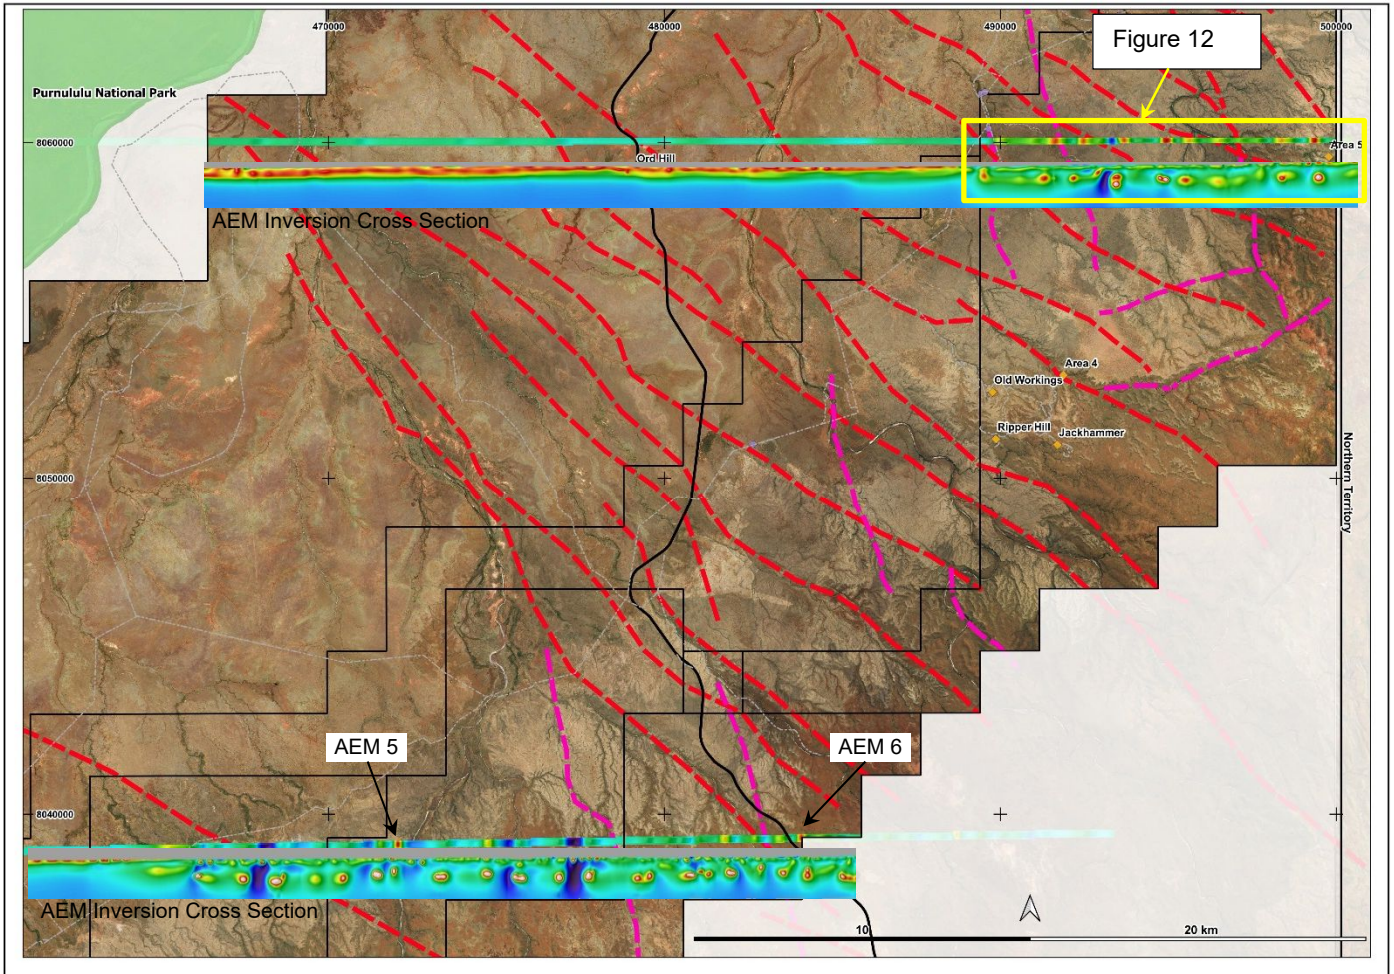 470000
480000
490000
500000
Figure 12
Purnululu National Park
8060000
Ord Hill
Area 5
AEM Inversion Cross Section
Area 4
Old Workings
Ripper Hill
Jackhammer
Northern Territory
8050000
AEM 5
AEM 6
8040000
AEM Inversion Cross Section
10
20 km